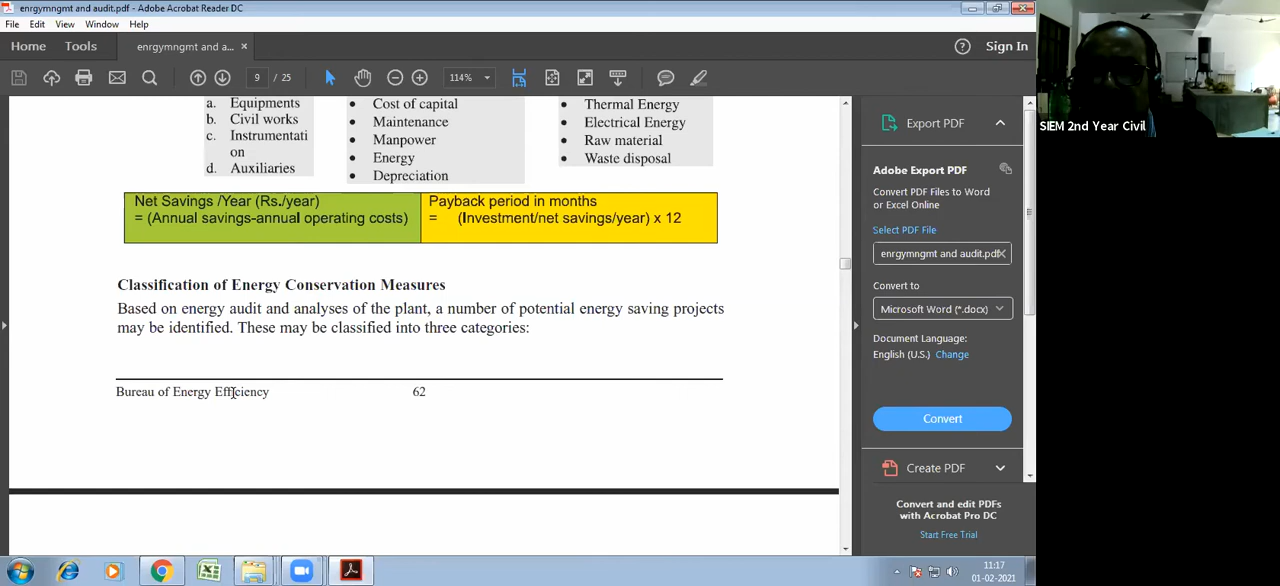 enrgymngmt and audit.pdf - Adobe Acrobat Reader DC
File Edit View Window Help
Home Tools enrgymngmt and a... × Sign In
9 / 25 114%
a. Equipments
b. Civil works
c. Instrumentati
on
d. Auxiliaries
• Cost of capital
• Maintenance
• Manpower
• Energy
• Depreciation
• Thermal Energy
• Electrical Energy
• Raw material
• Waste disposal
Net Savings /Year (Rs./year)
= (Annual savings-annual operating costs)
Payback period in months
= (Investment/net savings/year) x 12
Classification of Energy Conservation Measures
Based on energy audit and analyses of the plant, a number of potential energy saving projects
may be identified. These may be classified into three categories:
Bureau of Energy Efficiency 62
Export PDF
Adobe Export PDF
Convert PDF Files to Word
or Excel Online
Select PDF File
enrgymngmt and audit.pdf
Convert to
Microsoft Word (*.docx)
Document Language:
English (U.S.) Change
Convert
Create PDF
Convert and edit PDFs
with Acrobat Pro DC
Start Free Trial
SIEM 2nd Year Civil
11:17
01-02-2021